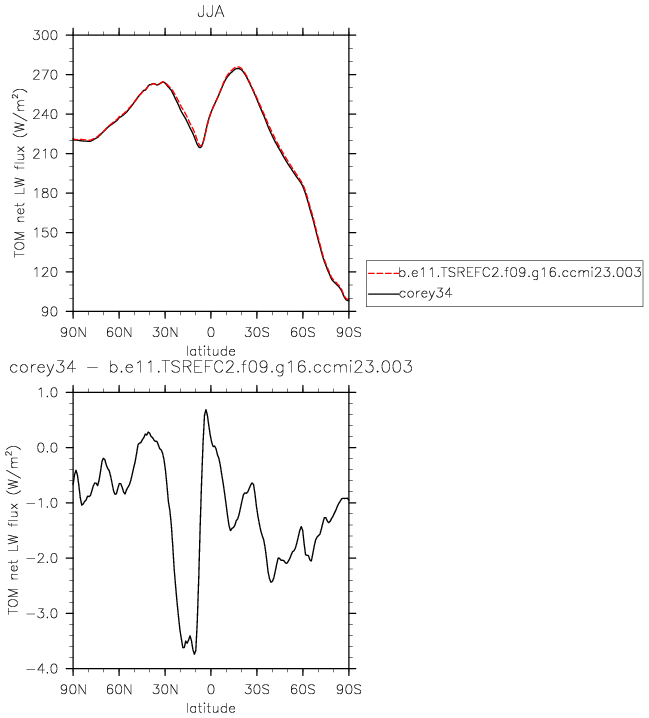 JJA
300
270
240
210
180
150
120
90
TOM net LW flux (W/m²)
90N 60N 30N 0 30S 60S 90S
latitude
b.e11.TSREFC2.f09.g16.ccmi23.003
corey34
corey34 − b.e11.TSREFC2.f09.g16.ccmi23.003
1.0
0.0
−1.0
−2.0
−3.0
−4.0
TOM net LW flux (W/m²)
90N 60N 30N 0 30S 60S 90S
latitude